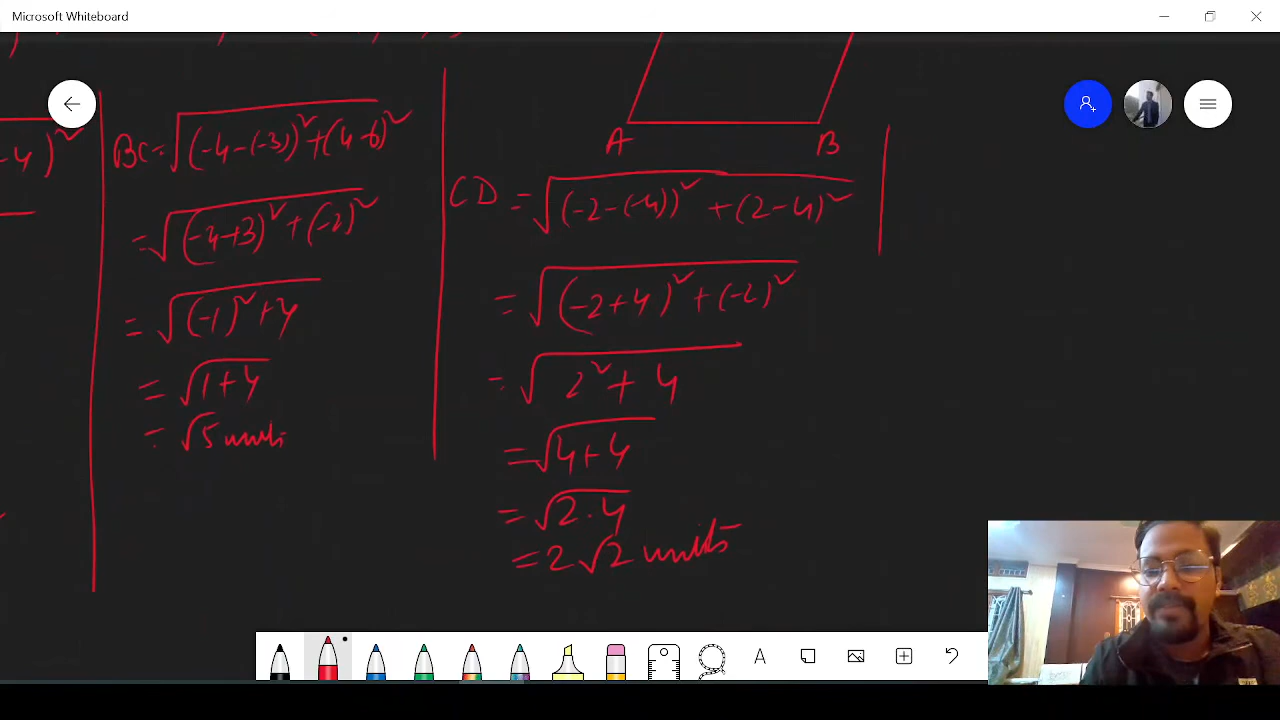 Microsoft Whiteboard
-4)²
BC = √(-4-(-3))²+(4-6)²
= √(-4+3)²+(-2)²
= √(-1)²+4
= √1+4
= √5 units
A B
CD = √(-2-(-4))²+(2-4)²
= √(-2+4)²+(-2)²
= √2²+4
= √4+4
= √2.4
= 2√2 units
A